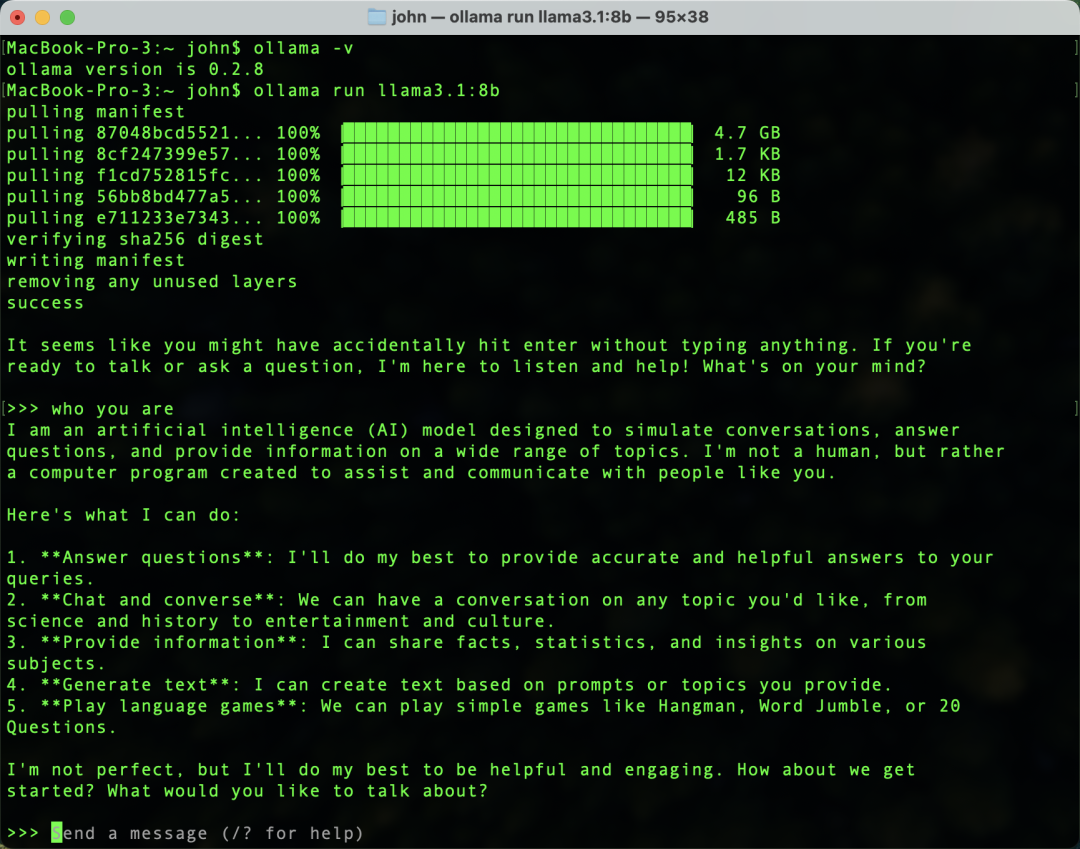 john — ollama run llama3.1:8b — 95×38
[MacBook-Pro-3:~ john$ ollama -v ]
ollama version is 0.2.8
[MacBook-Pro-3:~ john$ ollama run llama3.1:8b ]
pulling manifest
pulling 87048bcd5521... 100% 4.7 GB
pulling 8cf247399e57... 100% 1.7 KB
pulling f1cd752815fc... 100% 12 KB
pulling 56bb8bd477a5... 100% 96 B
pulling e711233e7343... 100% 485 B
verifying sha256 digest
writing manifest
removing any unused layers
success
It seems like you might have accidentally hit enter without typing anything. If you're
ready to talk or ask a question, I'm here to listen and help! What's on your mind?
[>>> who you are ]
I am an artificial intelligence (AI) model designed to simulate conversations, answer
questions, and provide information on a wide range of topics. I'm not a human, but rather
a computer program created to assist and communicate with people like you.
Here's what I can do:
1. **Answer questions**: I'll do my best to provide accurate and helpful answers to your
queries.
2. **Chat and converse**: We can have a conversation on any topic you'd like, from
science and history to entertainment and culture.
3. **Provide information**: I can share facts, statistics, and insights on various
subjects.
4. **Generate text**: I can create text based on prompts or topics you provide.
5. **Play language games**: We can play simple games like Hangman, Word Jumble, or 20
Questions.
I'm not perfect, but I'll do my best to be helpful and engaging. How about we get
started? What would you like to talk about?
>>> Send a message (/? for help)